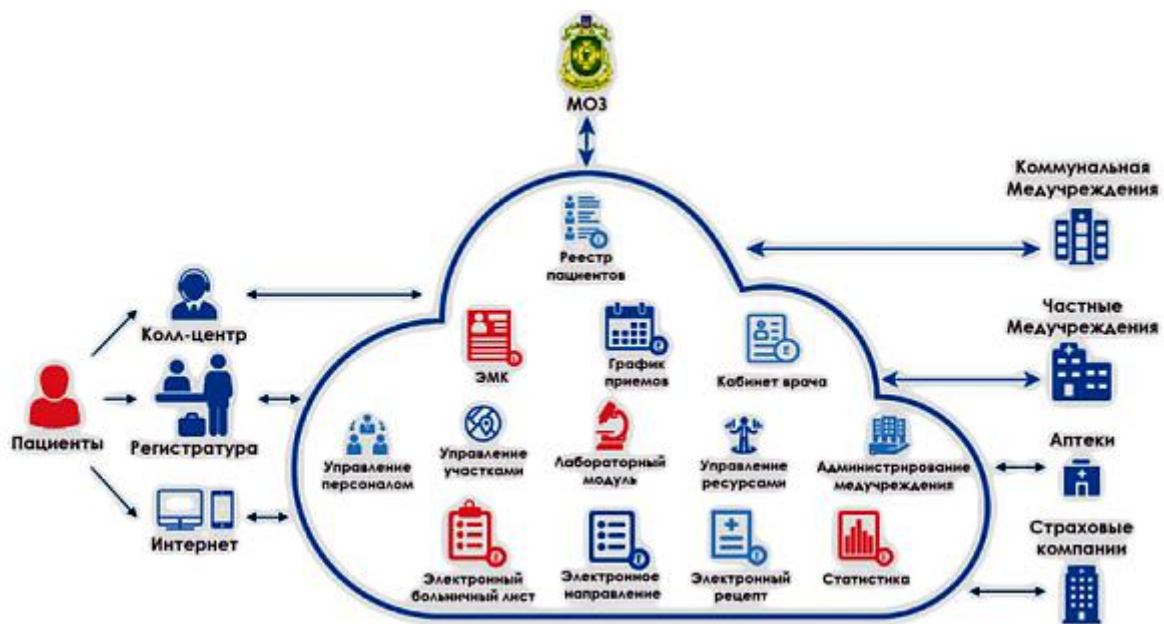 МОЗ
Коммунальная
Медучреждения
Реестр
пациентов
Колл-центр
Частные
Медучреждения
ЭМК
График
приемов
Кабинет врача
Пациенты
Регистратура
Управление
персоналом
Управление
участками
Лабораторный
модуль
Управление
ресурсами
Администрирование
медучреждения
Аптеки
Интернет
Страховые
компании
Электронный
больничный лист
Электронное
направление
Электронный
рецепт
Статистика